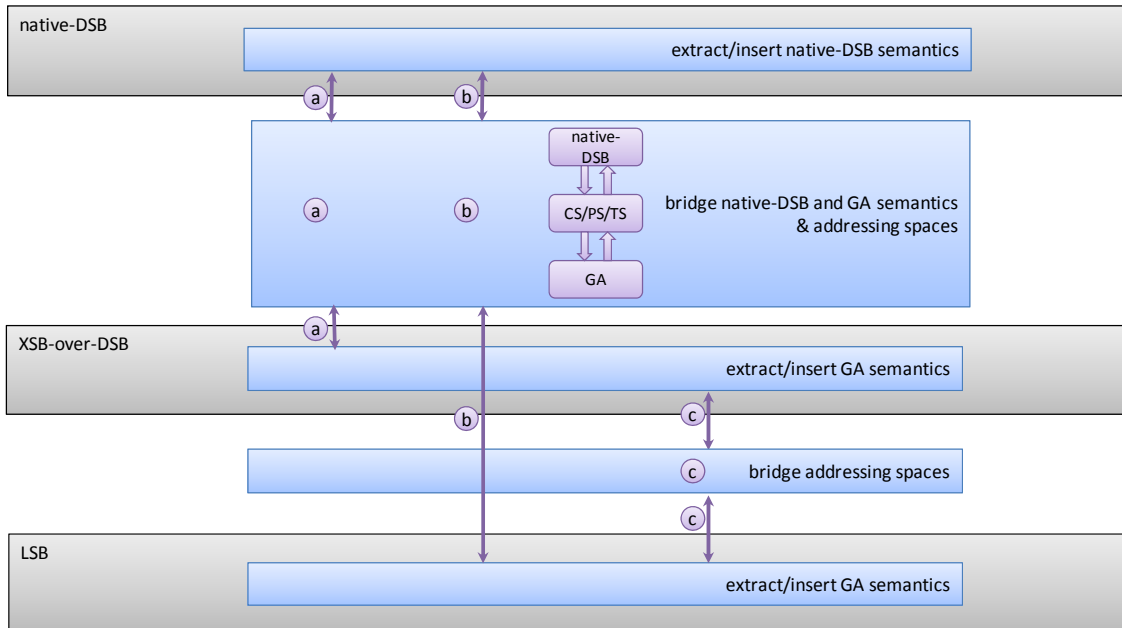 native-DSB
extract/insert native-DSB semantics
a
b
native-
DSB
a
b
CS/PS/TS
bridge native-DSB and GA semantics
& addressing spaces
GA
a
XSB-over-DSB
extract/insert GA semantics
b
c
c
bridge addressing spaces
c
LSB
extract/insert GA semantics